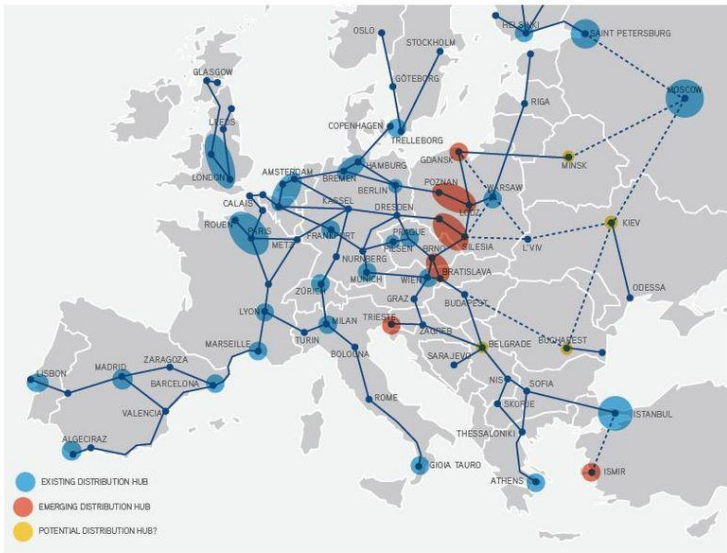 HELSINKI
OSLO
SAINT PETERSBURG
STOCKHOLM
GLASGOW
GÖTEBORG
MOSCOW
RIGA
LEEDS
COPENHAGEN
TRELLEBORG
HAMBURG
GDANSK
MINSK
LONDON
AMSTERDAM
BREMEN
BERLIN
POZNAN
WARSAW
CALAIS
KASSEL
DRESDEN
LODZ
ROUEN
PARIS
FRANKFURT
PRAGUE
KIEV
METZ
PIESEN
SILESIA
L'VIV
NURNBERG
BRNO
MUNICH
WIEN
BRATISLAVA
ZÜRICH
GRAZ
BUDAPEST
ODESSA
LYON
MILAN
TRIESTE
ZAGREB
TURIN
BELGRADE
BUCHAREST
MARSEILLE
BOLOGNA
SARAJEVO
ZARAGOZA
LISBON
MADRID
BARCELONA
NIS
SOFIA
ROME
SKOPJE
VALENCIA
ISTANBUL
THESSALONIKI
ALGECIRAZ
GIOIA TAURO
ATHENS
ISMIR
EXISTING DISTRIBUTION HUB
EMERGING DISTRIBUTION HUB
POTENTIAL DISTRIBUTION HUB?